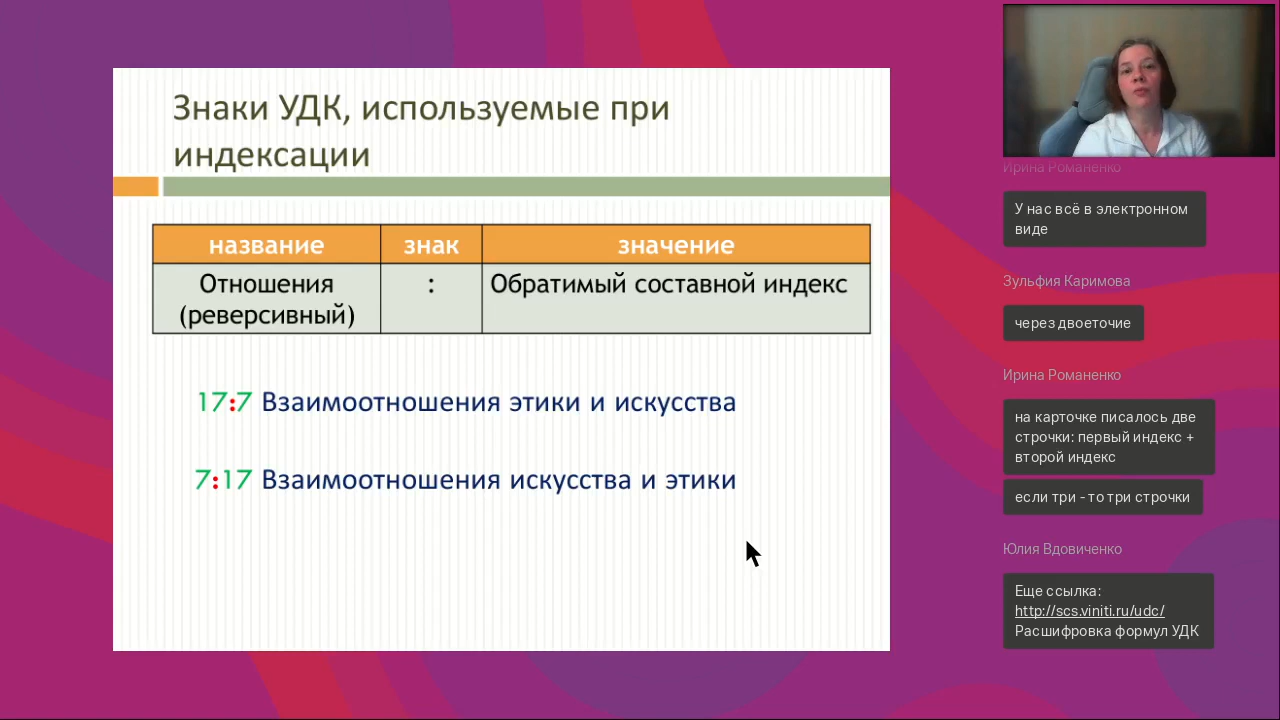 Знаки УДК, используемые при
индексации
название знак значение
Отношения : Обратимый составной индекс
(реверсивный)
17:7 Взаимоотношения этики и искусства
7:17 Взаимоотношения искусства и этики
Ирина Романенко
У нас всё в электронном
виде
Зульфия Каримова
через двоеточие
Ирина Романенко
на карточке писалось две
строчки: первый индекс +
второй индекс
если три - то три строчки
Юлия Вдовиченко
Еще ссылка:
http://scs.viniti.ru/udc/
Расшифровка формул УДК